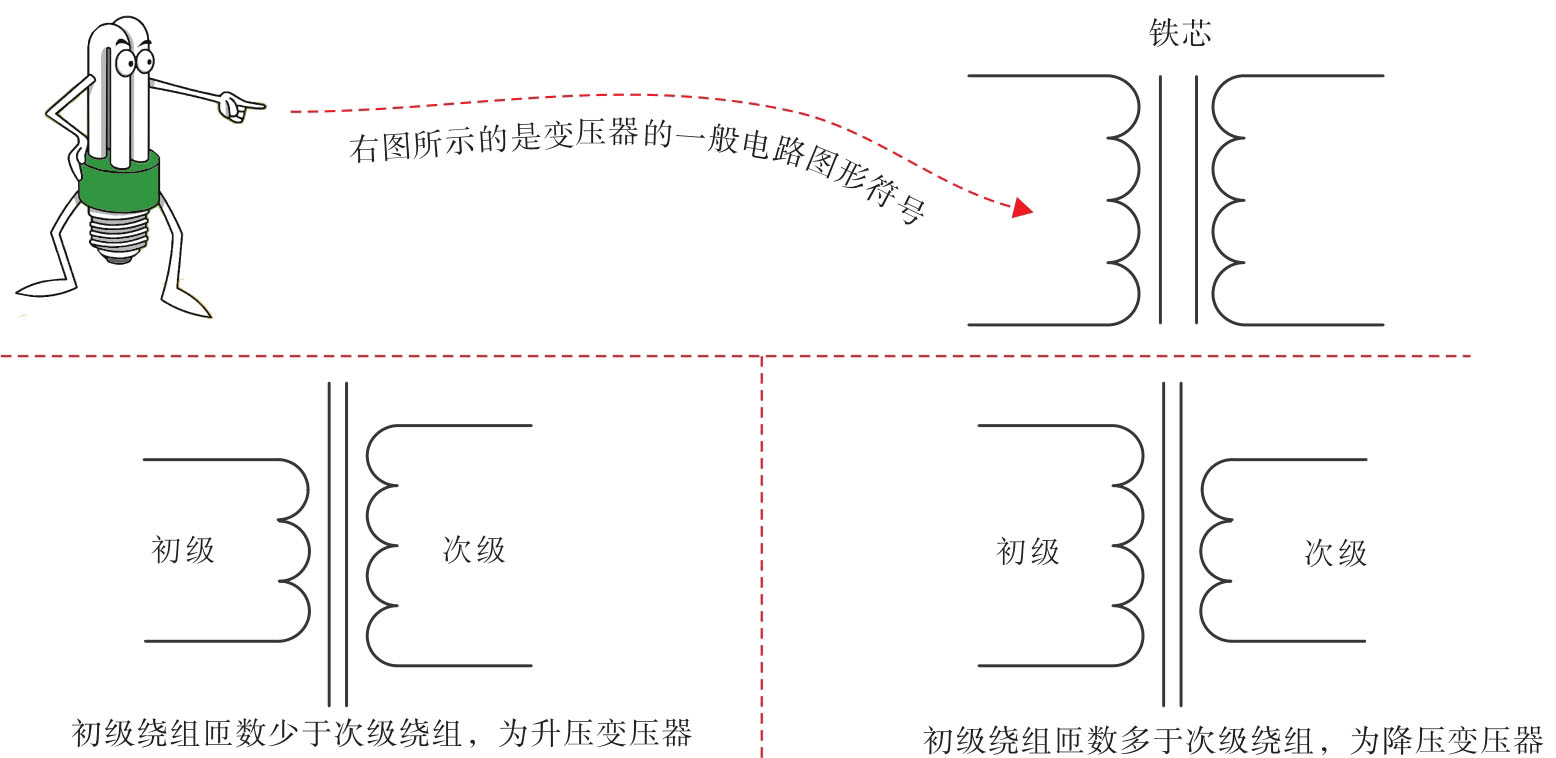 铁芯
右图所示的是变压器的一般电路图形符号
初级
次级
初级绕组匝数少于次级绕组，为升压变压器
初级
次级
初级绕组匝数多于次级绕组，为降压变压器